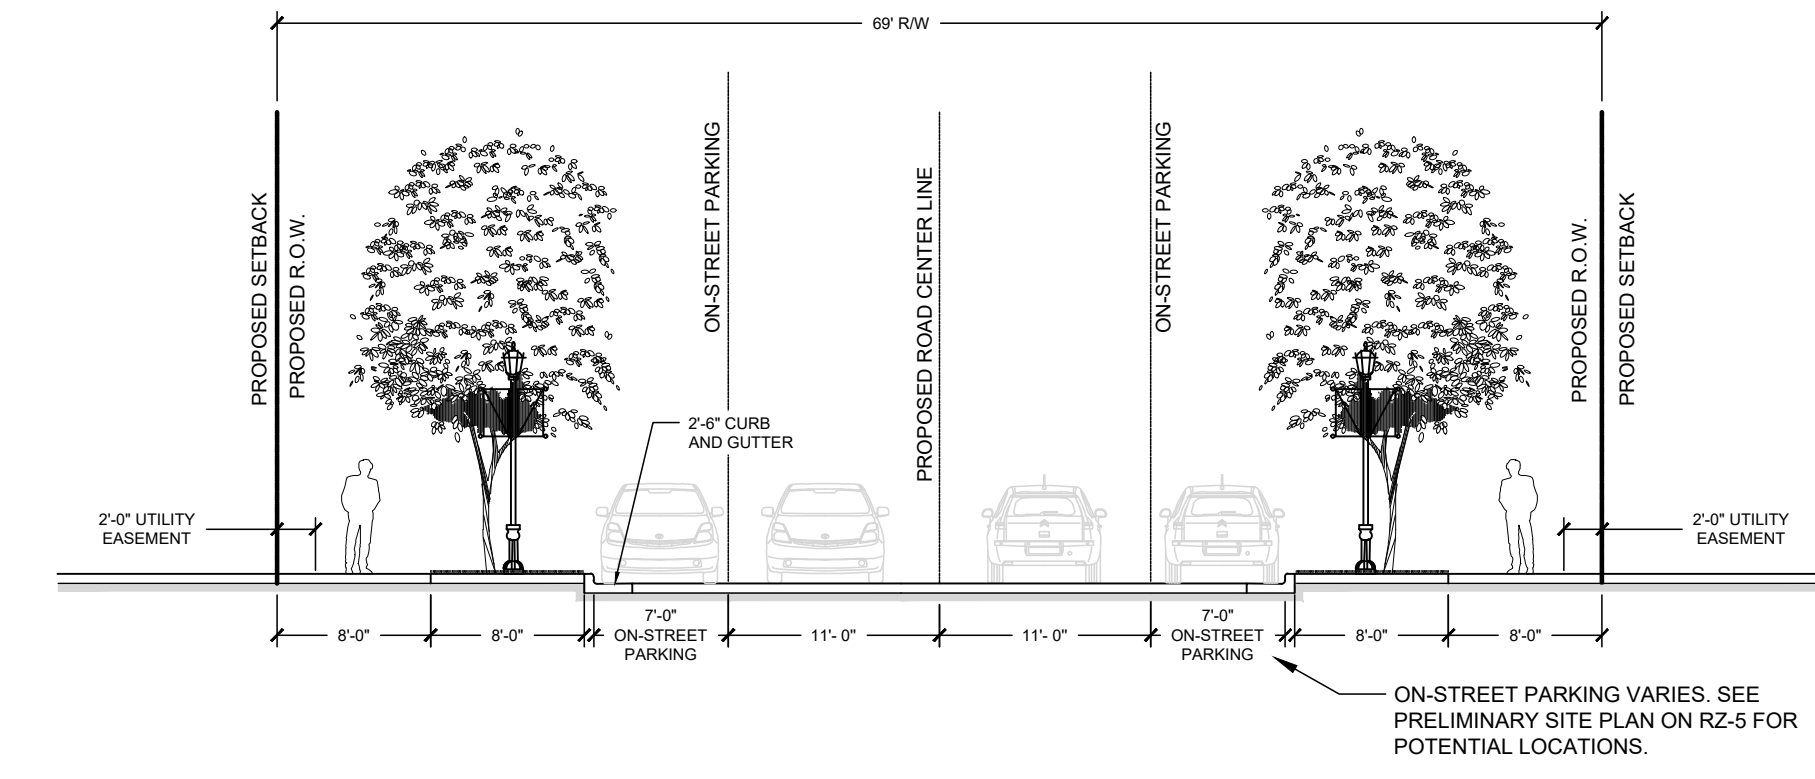 69' R/W
PROPOSED SETBACK
PROPOSED R.O.W.
ON-STREET PARKING
PROPOSED ROAD CENTER LINE
ON-STREET PARKING
PROPOSED R.O.W.
PROPOSED SETBACK
2'-6" CURB
AND GUTTER
2'-0" UTILITY
EASEMENT
2'-0" UTILITY
EASEMENT
8'-0"
8'-0"
7'-0"
ON-STREET
PARKING
11'- 0"
11'- 0"
7'-0"
ON-STREET
PARKING
8'-0"
8'-0"
ON-STREET PARKING VARIES. SEE
PRELIMINARY SITE PLAN ON RZ-5 FOR
POTENTIAL LOCATIONS.